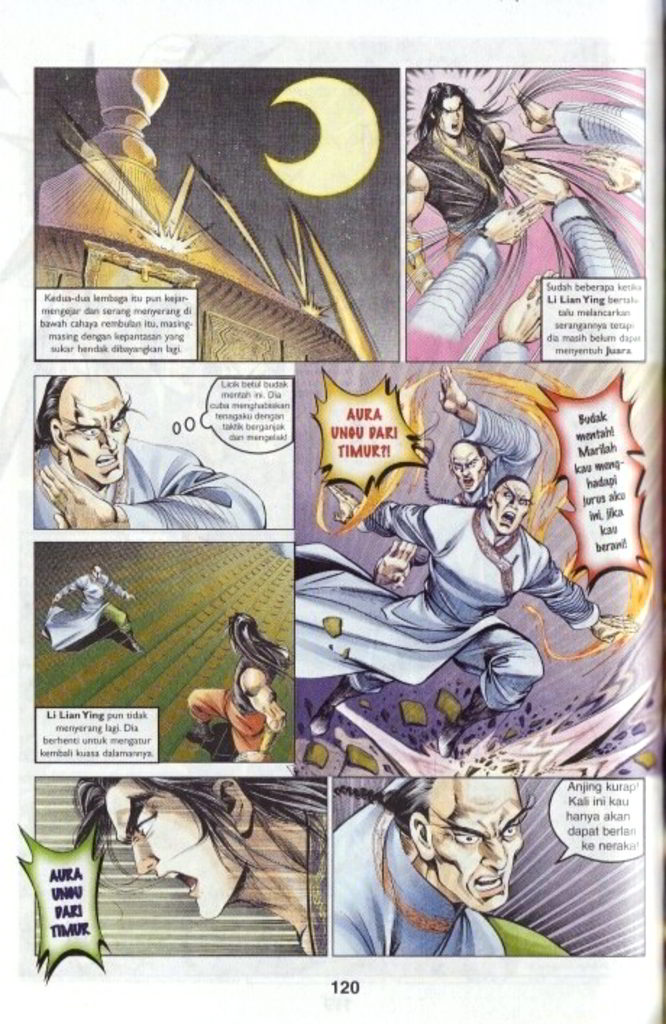 Kedua-dua lembaga itu pun kejar-
mengejar dan serang menyerang di
bawah cahaya rembulan itu, masing-
masing dengan kepantasan yang
sukar hendak dibayangkan lagi.
Sudah beberapa ketika
Li Lian Ying bertalu-
talu melancarkan
serangannya tetapi
dia masih belum dapat
menyentuh Juara.
Licik betul budak
mentah ini. Dia
cuba menghabiskan
tenagaku dengan
taktik berganjak
dan mengelak!
AURA
UNGU DARI
TIMUR?!
Budak
mentah!
Marilah
kau meng-
hadapi
jurus aku
ini, jika
kau
berani!
Li Lian Ying pun tidak
menyerang lagi. Dia
berhenti untuk mengatur
kembali kuasa dalamannya.
AURA
UNGU
DARI
TIMUR
Anjing kurap!
Kali ini kau
hanya akan
dapat berlari
ke neraka!
120